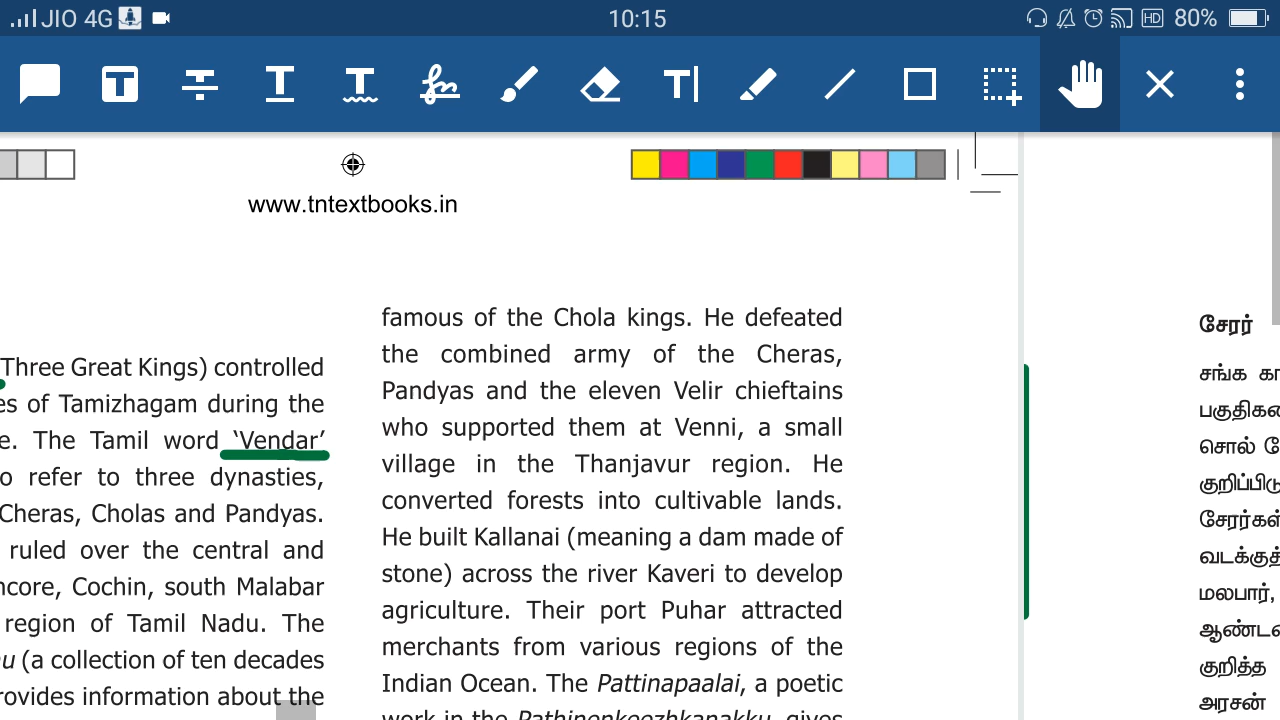 JIO 4G 10:15 HD 80%
www.tntextbooks.in
Three Great Kings) controlled
es of Tamizhagam during the
e. The Tamil word ‘Vendar’
o refer to three dynasties,
Cheras, Cholas and Pandyas.
ruled over the central and
ncore, Cochin, south Malabar
region of Tamil Nadu. The
u (a collection of ten decades
rovides information about the
famous of the Chola kings. He defeated
the combined army of the Cheras,
Pandyas and the eleven Velir chieftains
who supported them at Venni, a small
village in the Thanjavur region. He
converted forests into cultivable lands.
He built Kallanai (meaning a dam made of
stone) across the river Kaveri to develop
agriculture. Their port Puhar attracted
merchants from various regions of the
Indian Ocean. The Pattinapaalai, a poetic
work in the Pathinenkeezhkanakku, gives
சேரர்
சங்க கா
பகுதிகளை
சொல் வே
குறிப்பிடு
சேரர்கள்
வடக்குத்
மலபார்,
ஆண்டன
குறித்த
அரசன்